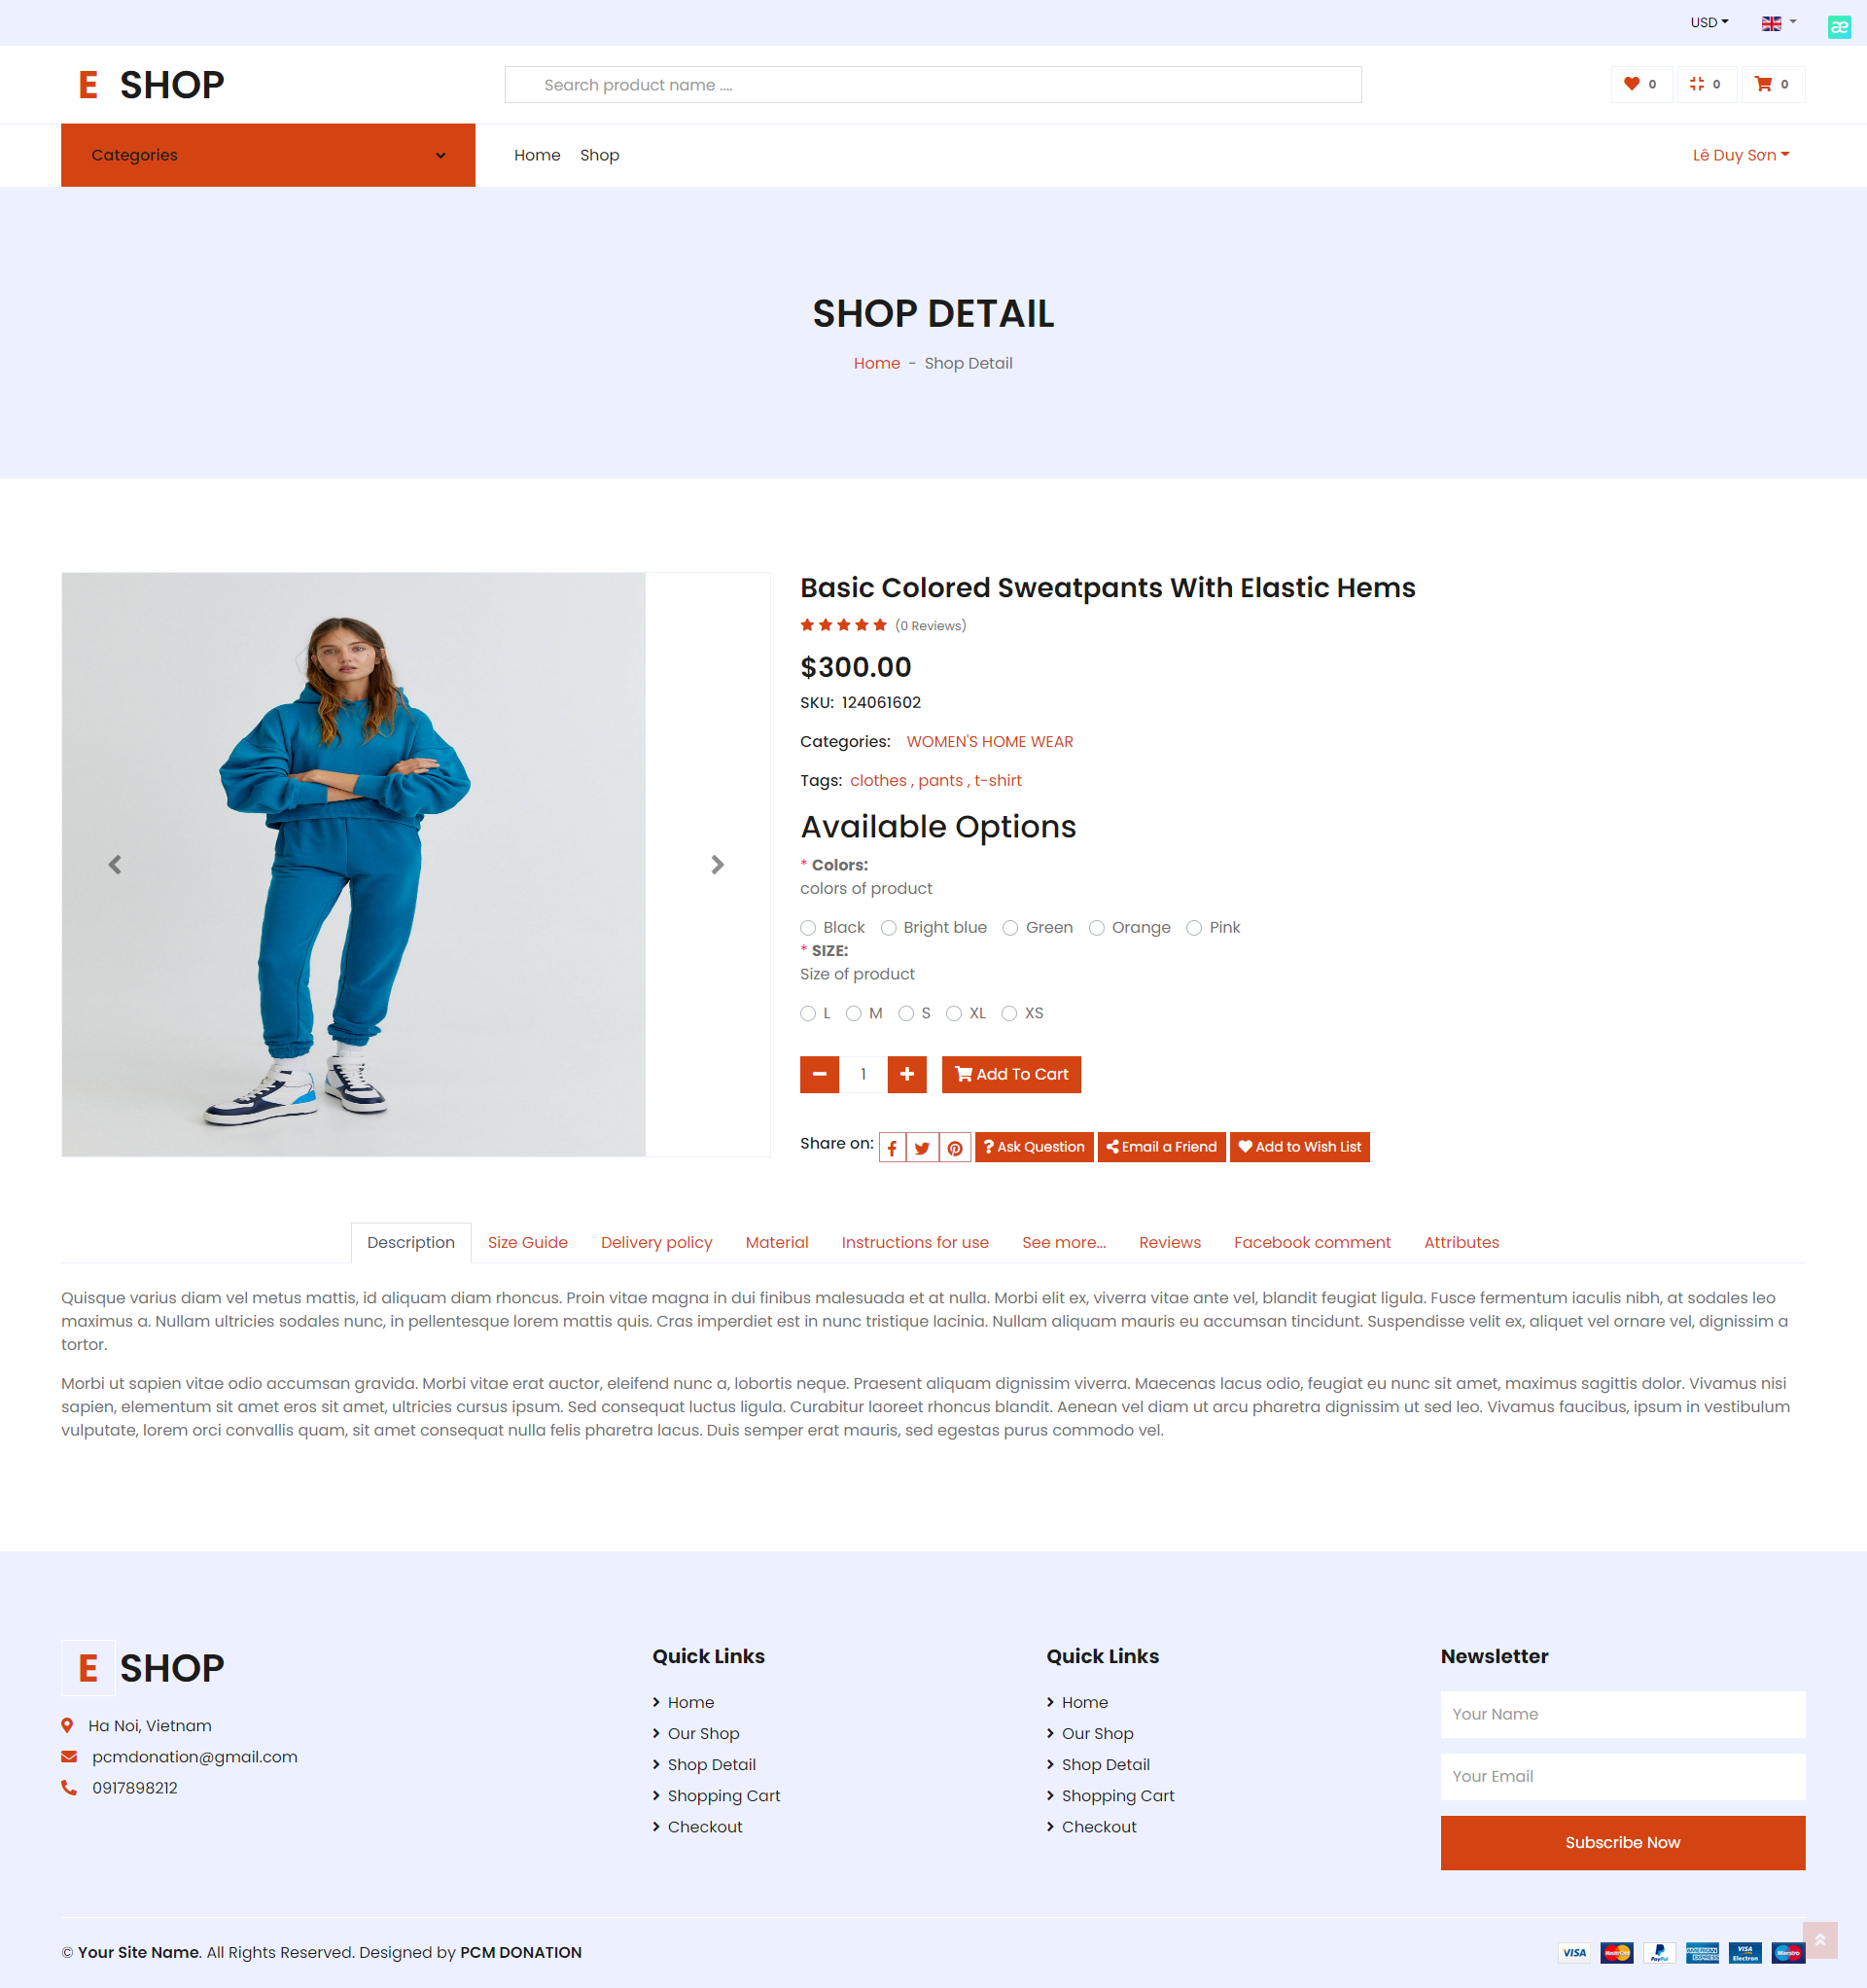 USD
æ
E SHOP
Search product name ....
0 0 0
Categories
Home Shop
Lê Duy Sơn
SHOP DETAIL
Home - Shop Detail
Basic Colored Sweatpants With Elastic Hems
(0 Reviews)
$300.00
SKU: 124061602
Categories: WOMEN'S HOME WEAR
Tags: clothes , pants , t-shirt
Available Options
* Colors:
colors of product
Black Bright blue Green Orange Pink
* SIZE:
Size of product
L M S XL XS
1 Add To Cart
Share on: Ask Question Email a Friend Add to Wish List
Description Size Guide Delivery policy Material Instructions for use See more... Reviews Facebook comment Attributes
Quisque varius diam vel metus mattis, id aliquam diam rhoncus. Proin vitae magna in dui finibus malesuada et at nulla. Morbi elit ex, viverra vitae ante vel, blandit feugiat ligula. Fusce fermentum iaculis nibh, at sodales leo
maximus a. Nullam ultricies sodales nunc, in pellentesque lorem mattis quis. Cras imperdiet est in nunc tristique lacinia. Nullam aliquam mauris eu accumsan tincidunt. Suspendisse velit ex, aliquet vel ornare vel, dignissim a
tortor.
Morbi ut sapien vitae odio accumsan gravida. Morbi vitae erat auctor, eleifend nunc a, lobortis neque. Praesent aliquam dignissim viverra. Maecenas lacus odio, feugiat eu nunc sit amet, maximus sagittis dolor. Vivamus nisi
sapien, elementum sit amet eros sit amet, ultricies cursus ipsum. Sed consequat luctus ligula. Curabitur laoreet rhoncus blandit. Aenean vel diam ut arcu pharetra dignissim ut sed leo. Vivamus faucibus, ipsum in vestibulum
vulputate, lorem orci convallis quam, sit amet consequat nulla felis pharetra lacus. Duis semper erat mauris, sed egestas purus commodo vel.
E SHOP
Ha Noi, Vietnam
pcmdonation@gmail.com
0917898212
Quick Links
Home
Our Shop
Shop Detail
Shopping Cart
Checkout
Quick Links
Home
Our Shop
Shop Detail
Shopping Cart
Checkout
Newsletter
Your Name
Your Email
Subscribe Now
© Your Site Name. All Rights Reserved. Designed by PCM DONATION
VISA MasterCard PayPal AMERICAN EXPRESS VISA Electron Maestro